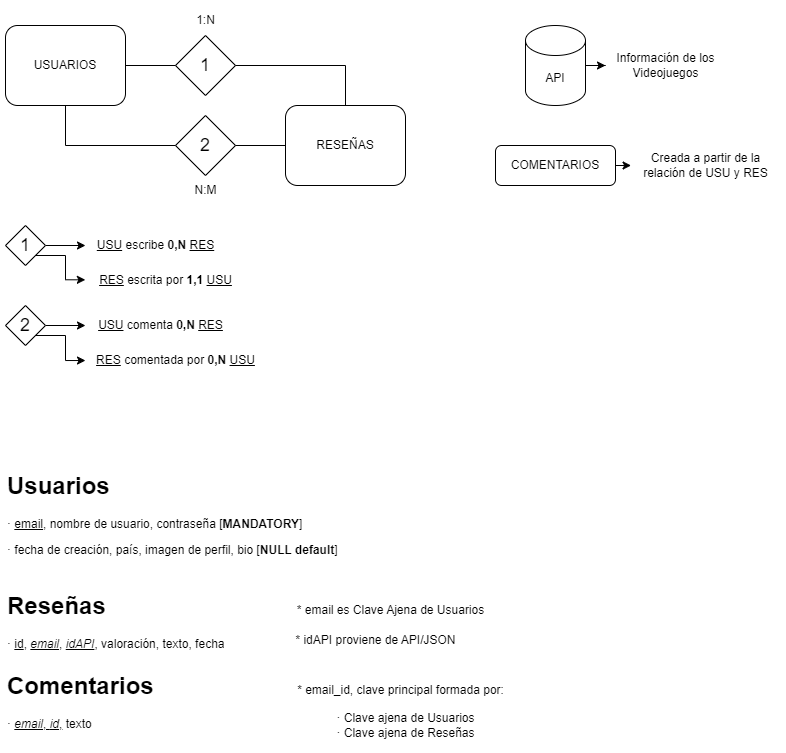 1:N
USUARIOS
1
2
RESEÑAS
N:M
API
Información de los
Videojuegos
COMENTARIOS
Creada a partir de la
relación de USU y RES
1
USU escribe 0,N RES
RES escrita por 1,1 USU
2
USU comenta 0,N RES
RES comentada por 0,N USU
Usuarios
· email, nombre de usuario, contraseña [MANDATORY]
· fecha de creación, país, imagen de perfil, bio [NULL default]
Reseñas
* email es Clave Ajena de Usuarios
· id, email, idAPI, valoración, texto, fecha
* idAPI proviene de API/JSON
Comentarios
* email_id, clave principal formada por:
· email, id, texto
· Clave ajena de Usuarios
· Clave ajena de Reseñas